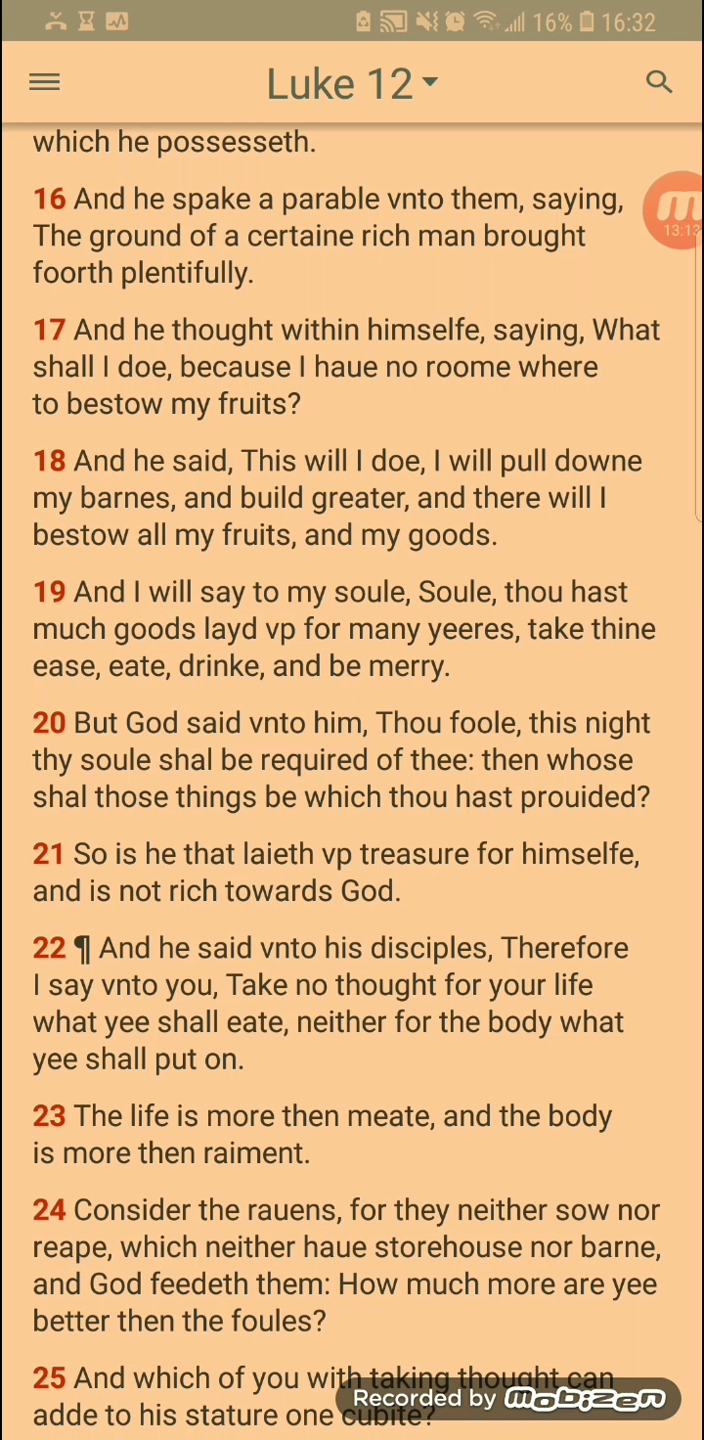 16% 16:32
Luke 12
which he possesseth.
16 And he spake a parable vnto them, saying,
The ground of a certaine rich man brought
foorth plentifully.
13:13
17 And he thought within himselfe, saying, What
shall I doe, because I haue no roome where
to bestow my fruits?
18 And he said, This will I doe, I will pull downe
my barnes, and build greater, and there will I
bestow all my fruits, and my goods.
19 And I will say to my soule, Soule, thou hast
much goods layd vp for many yeeres, take thine
ease, eate, drinke, and be merry.
20 But God said vnto him, Thou foole, this night
thy soule shal be required of thee: then whose
shal those things be which thou hast prouided?
21 So is he that laieth vp treasure for himselfe,
and is not rich towards God.
22 ¶ And he said vnto his disciples, Therefore
I say vnto you, Take no thought for your life
what yee shall eate, neither for the body what
yee shall put on.
23 The life is more then meate, and the body
is more then raiment.
24 Consider the rauens, for they neither sow nor
reape, which neither haue storehouse nor barne,
and God feedeth them: How much more are yee
better then the foules?
25 And which of you with taking thought can
adde to his stature one cubite?
Recorded by mobizen